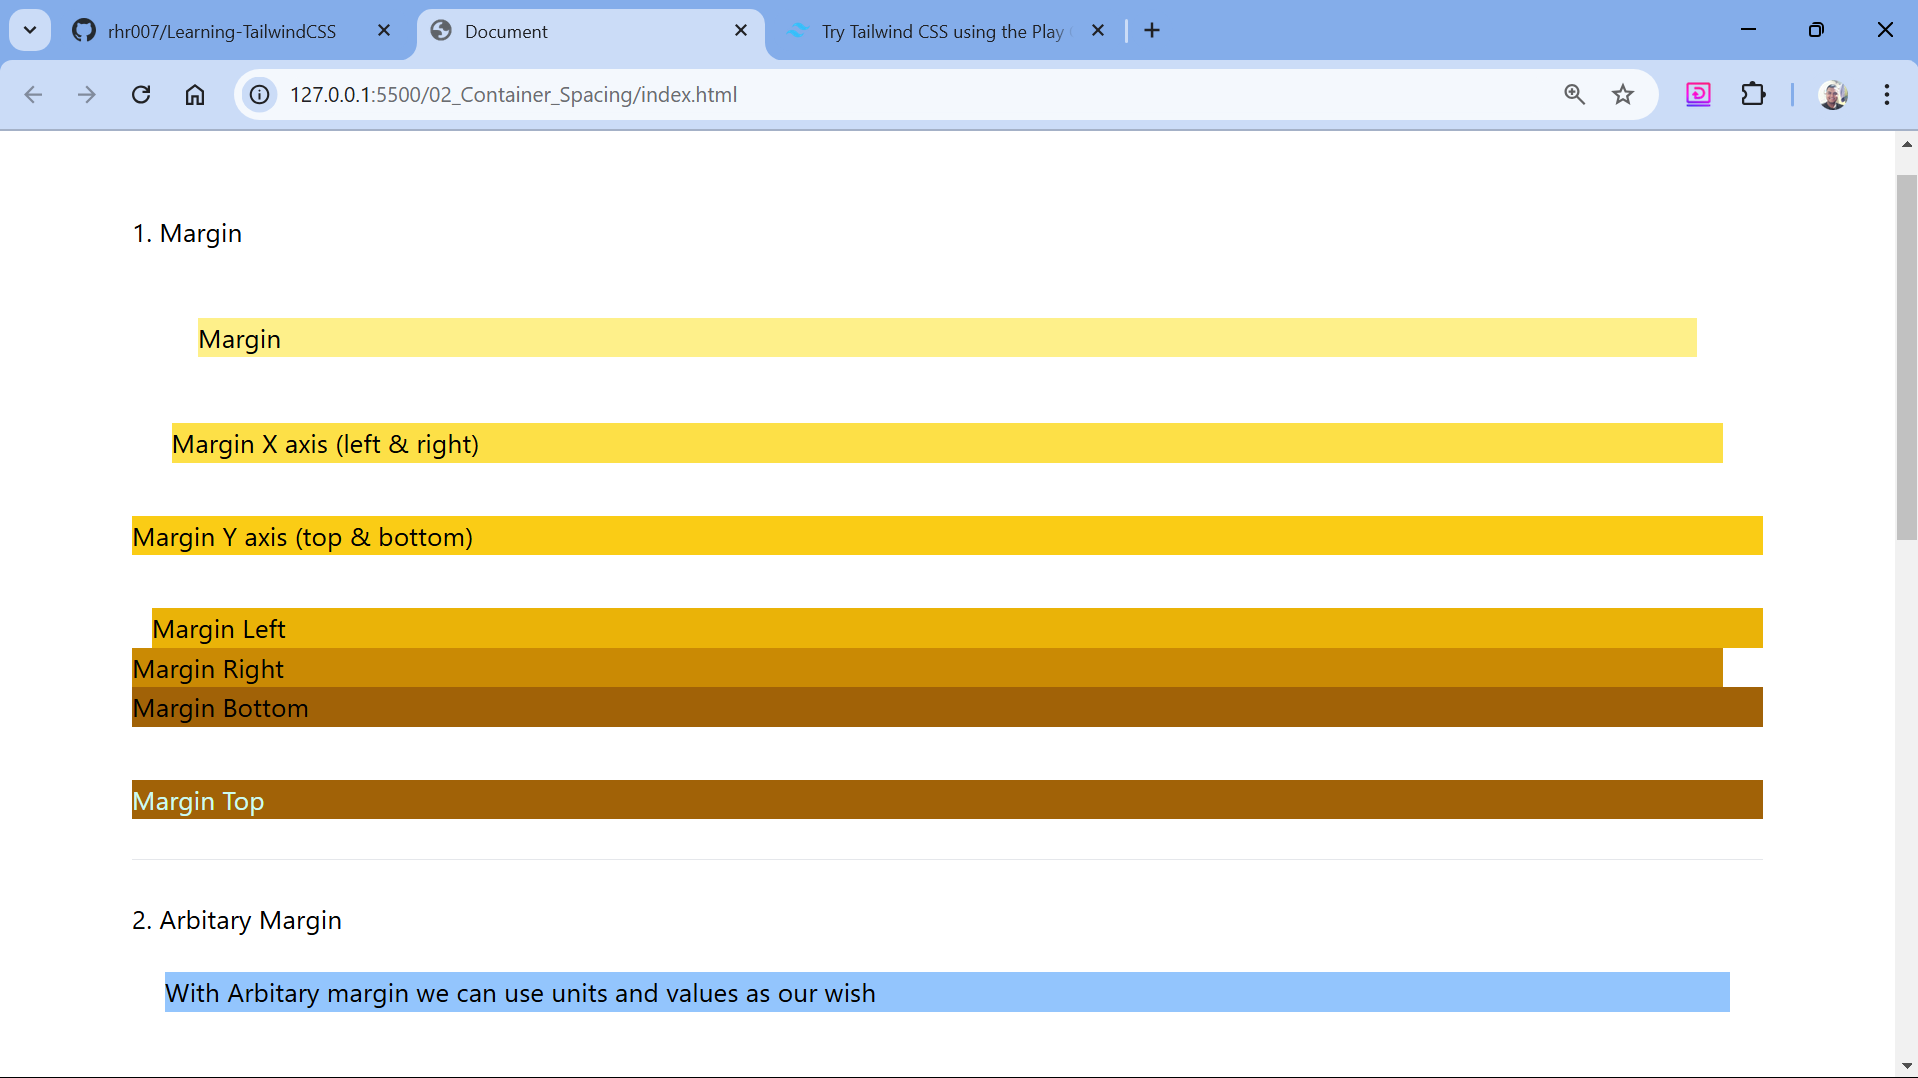 rhr007/Learning-TailwindCSS
Document
Try Tailwind CSS using the Play
127.0.0.1:5500/02_Container_Spacing/index.html
1. Margin
Margin
Margin X axis (left & right)
Margin Y axis (top & bottom)
Margin Left
Margin Right
Margin Bottom
Margin Top
2. Arbitary Margin
With Arbitary margin we can use units and values as our wish